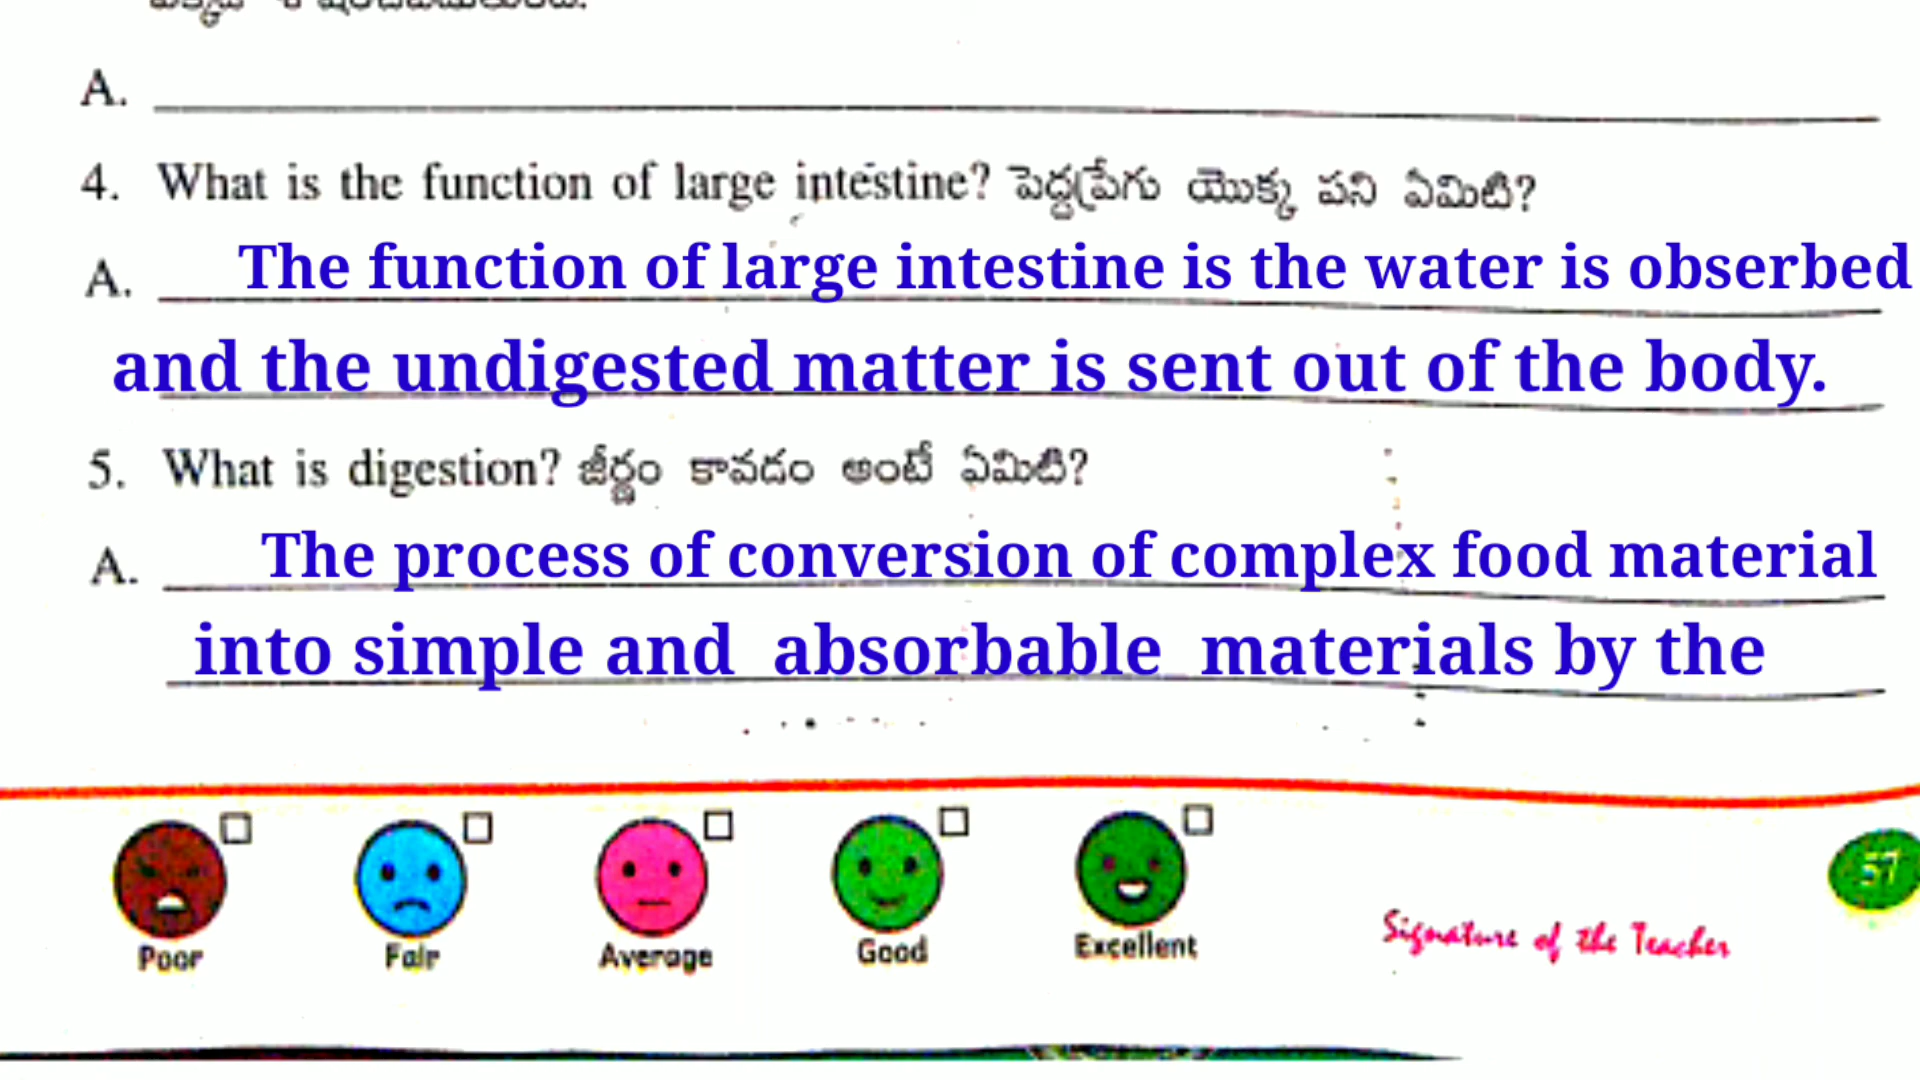 A.
4. What is the function of large intestine? పెద్దప్రేగు యొక్క పని ఏమిటి?
A. The function of large intestine is the water is obserbed
and the undigested matter is sent out of the body.
5. What is digestion? జీర్ణం కావడం అంటే ఏమిటి?
A. The process of conversion of complex food material
into simple and absorbable materials by the
Poor Fair Average Good Excellent
Signature of the Teacher
57